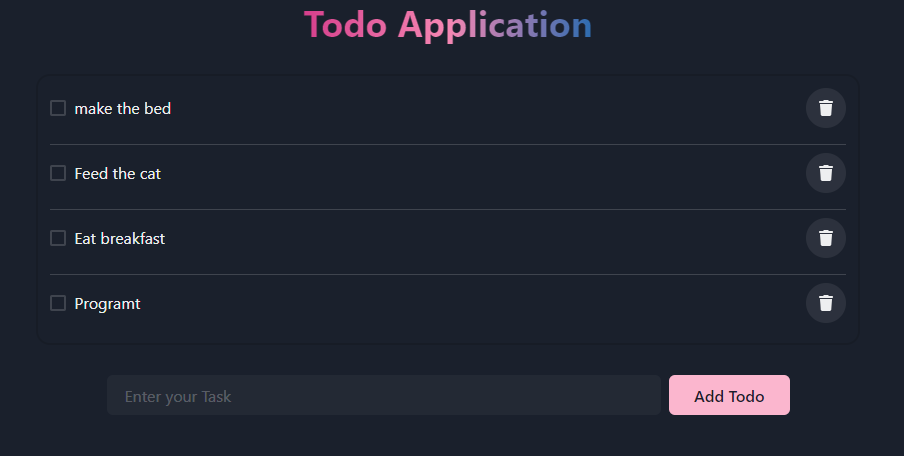 Todo Application
make the bed
Feed the cat
Eat breakfast
Programt
Enter your Task
Add Todo